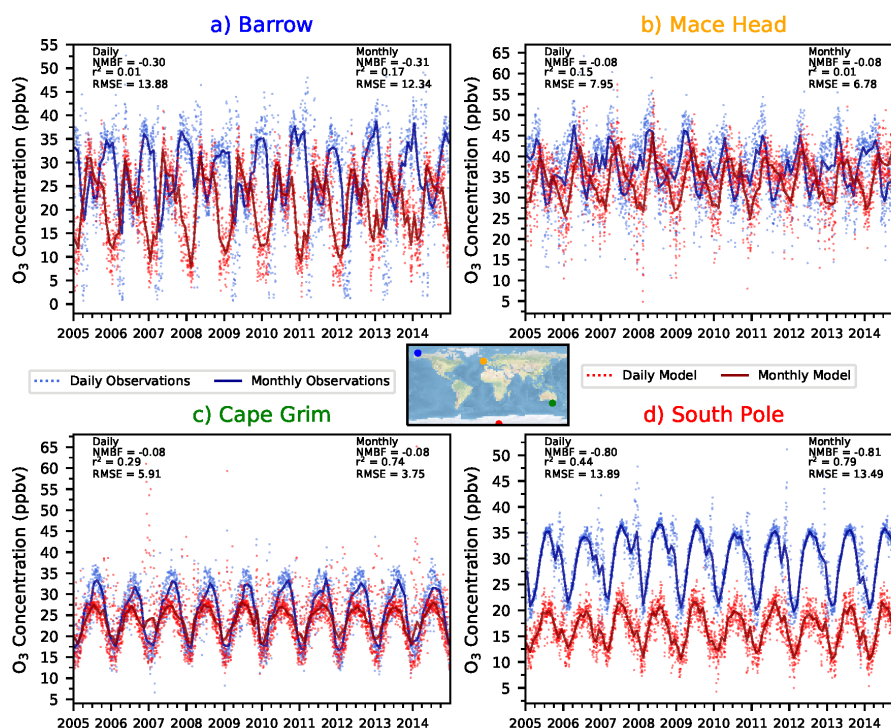 a) Barrow
b) Mace Head
O3 Concentration (ppbv)
55
50
45
40
35
30
25
20
15
10
5
0
Daily
NMBF = -0.30
r² = 0.01
RMSE = 13.88
Monthly
NMBF = -0.31
r² = 0.17
RMSE = 12.34
2005 2006 2007 2008 2009 2010 2011 2012 2013 2014
O3 Concentration (ppbv)
65
60
55
50
45
40
35
30
25
20
15
10
5
Daily
NMBF = -0.08
r² = 0.15
RMSE = 7.95
Monthly
NMBF = -0.08
r² = 0.01
RMSE = 6.78
2005 2006 2007 2008 2009 2010 2011 2012 2013 2014
Daily Observations
Monthly Observations
Daily Model
Monthly Model
c) Cape Grim
d) South Pole
O3 Concentration (ppbv)
65
60
55
50
45
40
35
30
25
20
15
10
5
Daily
NMBF = -0.08
r² = 0.29
RMSE = 5.91
Monthly
NMBF = -0.08
r² = 0.74
RMSE = 3.75
2005 2006 2007 2008 2009 2010 2011 2012 2013 2014
O3 Concentration (ppbv)
50
45
40
35
30
25
20
15
10
5
Daily
NMBF = -0.80
r² = 0.44
RMSE = 13.89
Monthly
NMBF = -0.81
r² = 0.79
RMSE = 13.49
2005 2006 2007 2008 2009 2010 2011 2012 2013 2014